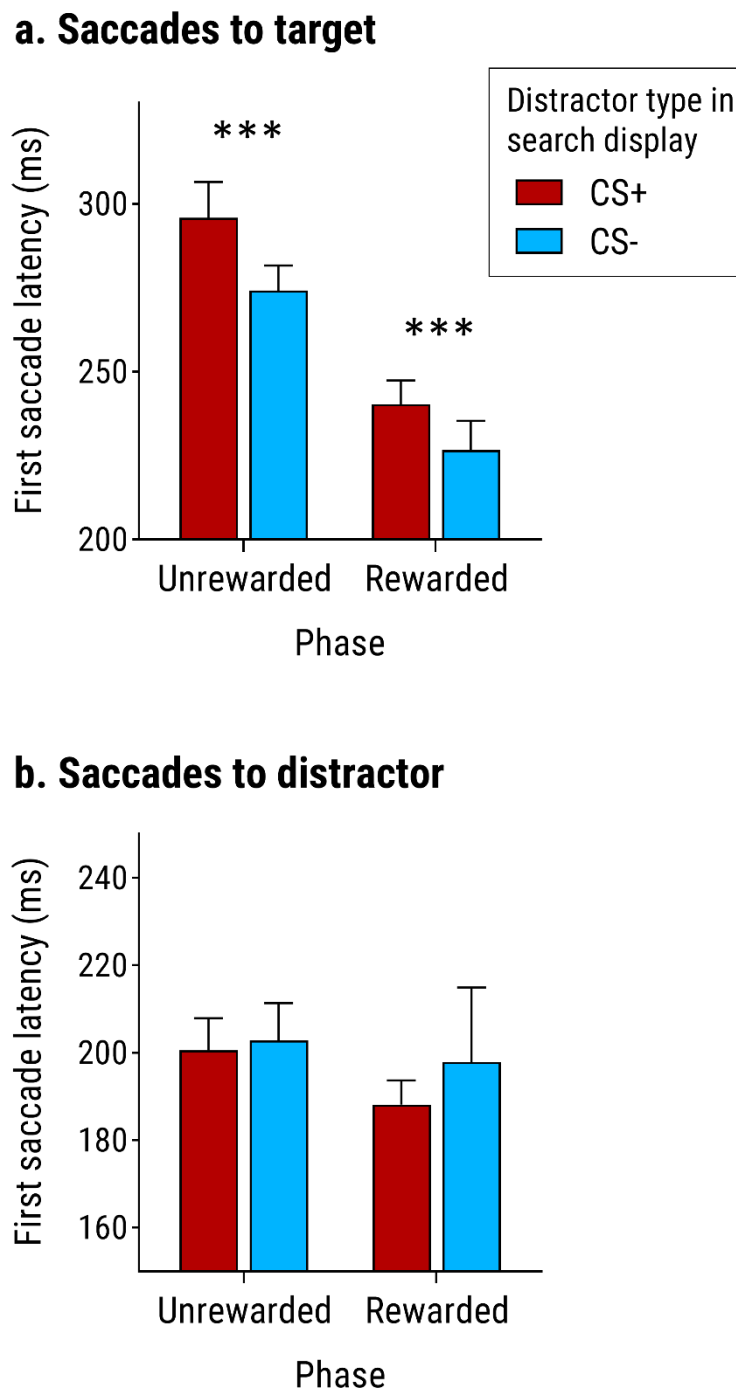 a. Saccades to target
Distractor type in
search display
CS+
CS-
First saccade latency (ms)
300
250
200
***
***
Unrewarded
Rewarded
Phase
b. Saccades to distractor
First saccade latency (ms)
240
220
200
180
160
Unrewarded
Rewarded
Phase